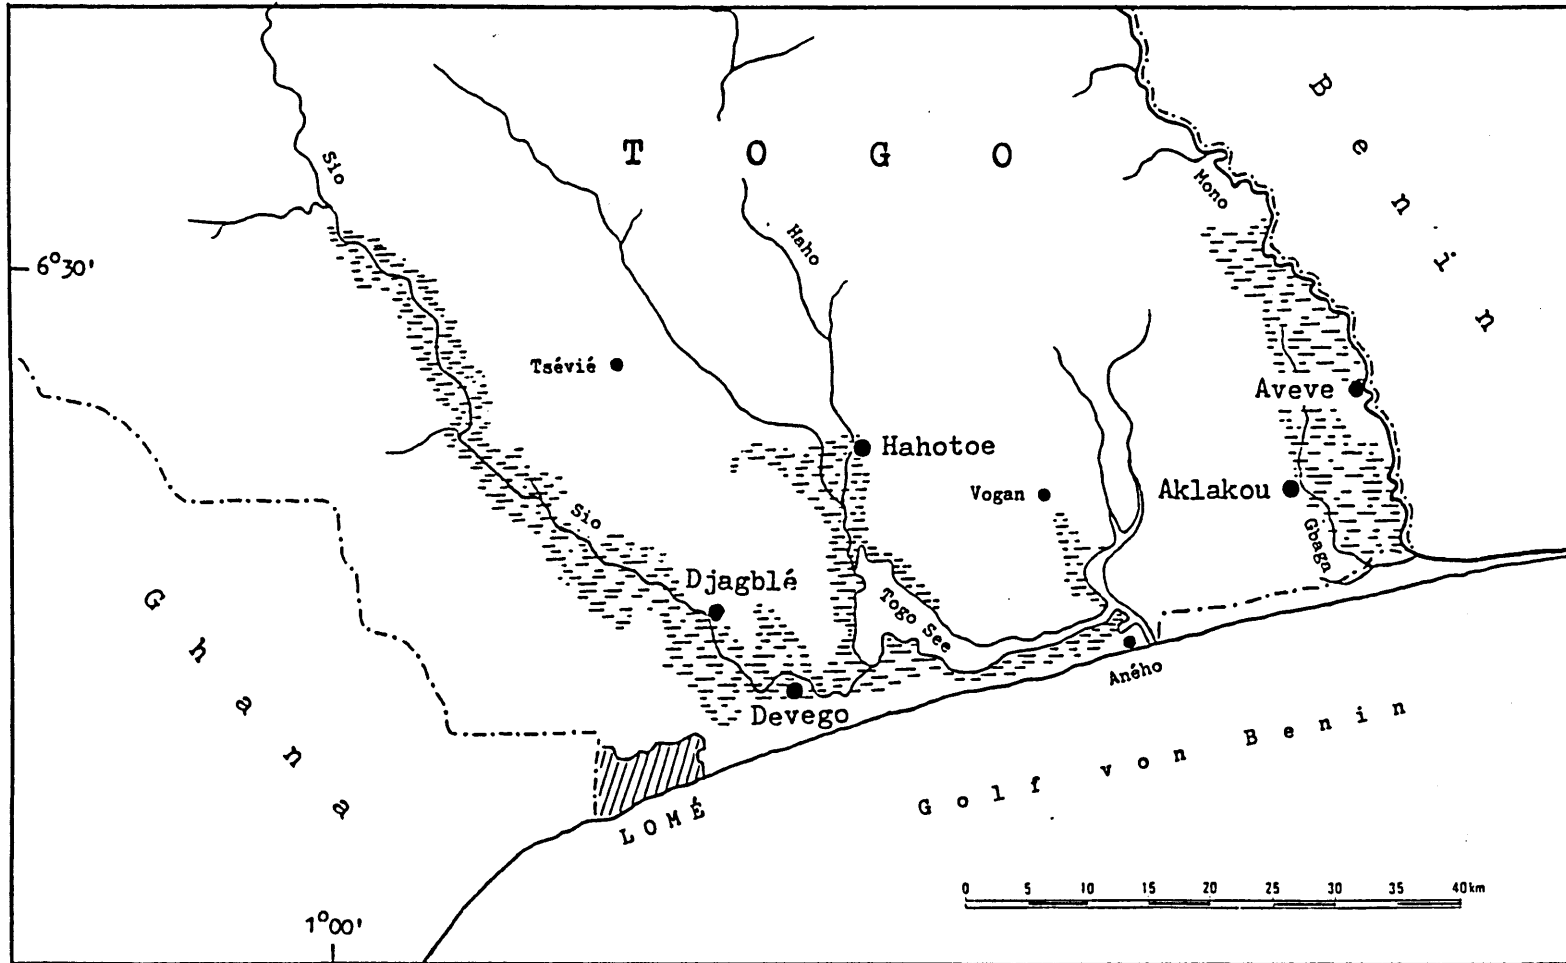 TOGO
Benin
Sio
Mono
Haho
6°30'
Tsévié
Aveve
Hahotoe
Vogan
Aklakou
Sio
Gbaga
Djagblé
Togo See
Ghana
Aného
Devego
Golf von Benin
LOMÉ
0 5 10 15 20 25 30 35 40km
1°00'